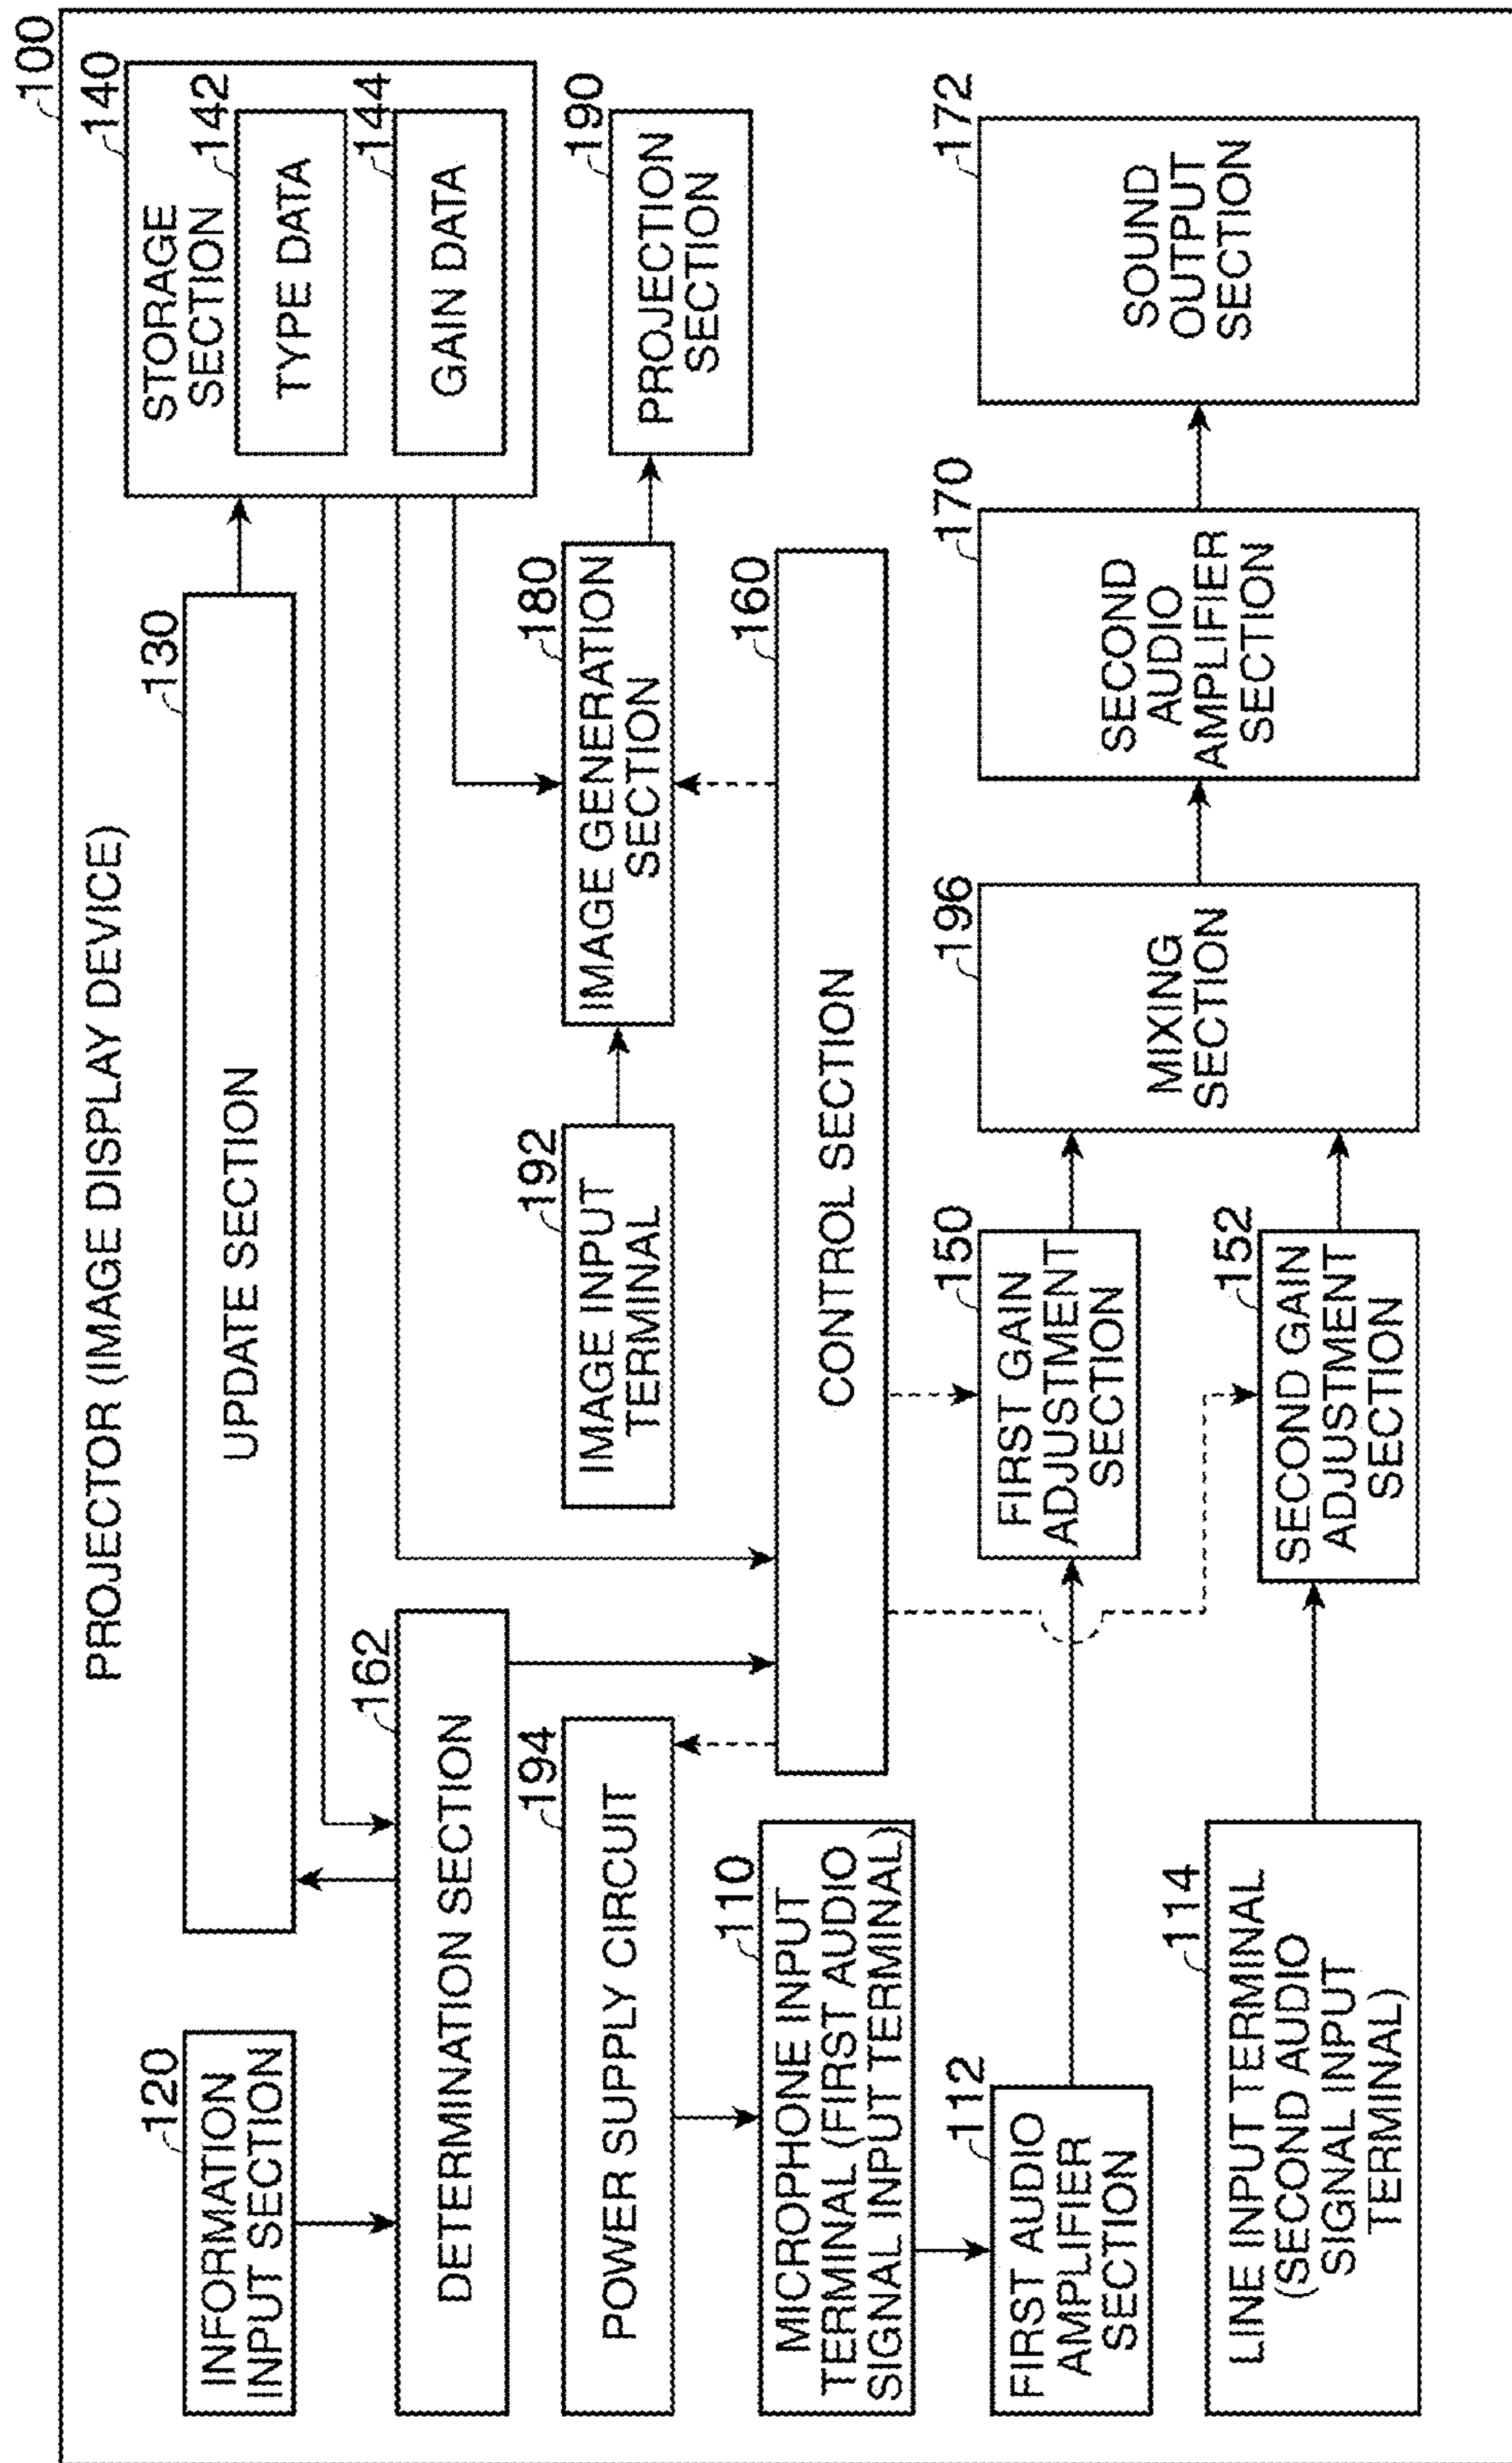 100
PROJECTOR (IMAGE DISPLAY DEVICE)
120
INFORMATION
INPUT SECTION
130
UPDATE SECTION
140
STORAGE
SECTION
142
TYPE DATA
144
GAIN DATA
162
DETERMINATION SECTION
194
POWER SUPPLY CIRCUIT
192
IMAGE INPUT
TERMINAL
180
IMAGE GENERATION
SECTION
190
PROJECTION
SECTION
110
MICROPHONE INPUT
TERMINAL (FIRST AUDIO
SIGNAL INPUT TERMINAL)
160
CONTROL SECTION
112
FIRST AUDIO
AMPLIFIER
SECTION
150
FIRST GAIN
ADJUSTMENT
SECTION
196
MIXING
SECTION
170
SECOND
AUDIO
AMPLIFIER
SECTION
172
SOUND
OUTPUT
SECTION
114
LINE INPUT TERMINAL
(SECOND AUDIO
SIGNAL INPUT
TERMINAL)
152
SECOND GAIN
ADJUSTMENT
SECTION